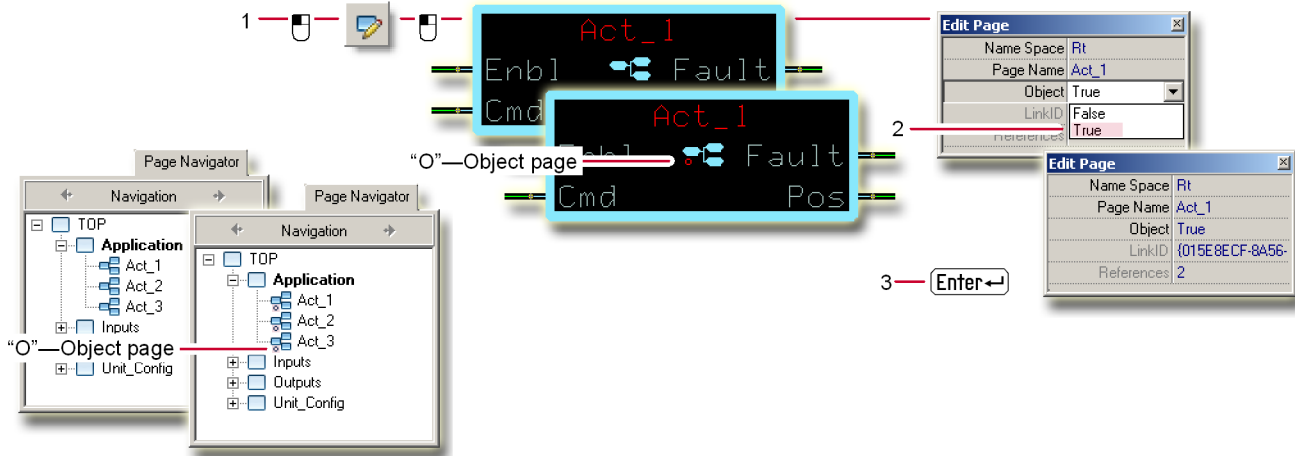 1
Act_1
Enbl Fault
Cmd
Act_1
Fault
Cmd Pos
"O"—Object page
Edit Page
Name Space Rt
Page Name Act_1
Object True
LinkID False
References True
2
Edit Page
Name Space Rt
Page Name Act_1
Object True
LinkID {015E8ECF-8A56-
References 2
3 Enter
Page Navigator
Navigation
TOP
Application
Act_1
Act_2
Act_3
Inputs
Unit_Config
"O"—Object page
Page Navigator
Navigation
TOP
Application
Act_1
Act_2
Act_3
Inputs
Outputs
Unit_Config